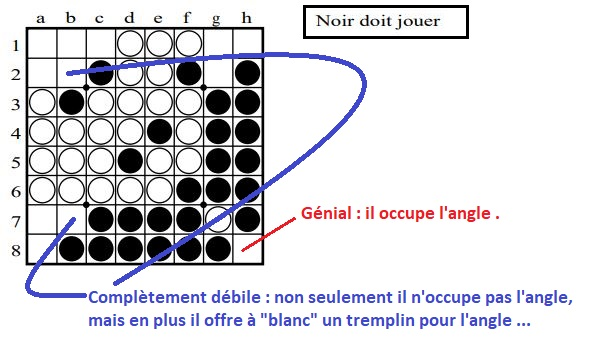 Noir doit jouer
a b c d e f g h
1
2
3
4
5
6
7
8
Génial : il occupe l'angle .
Complètement débile : non seulement il n'occupe pas l'angle,
mais en plus il offre à "blanc" un tremplin pour l'angle ...